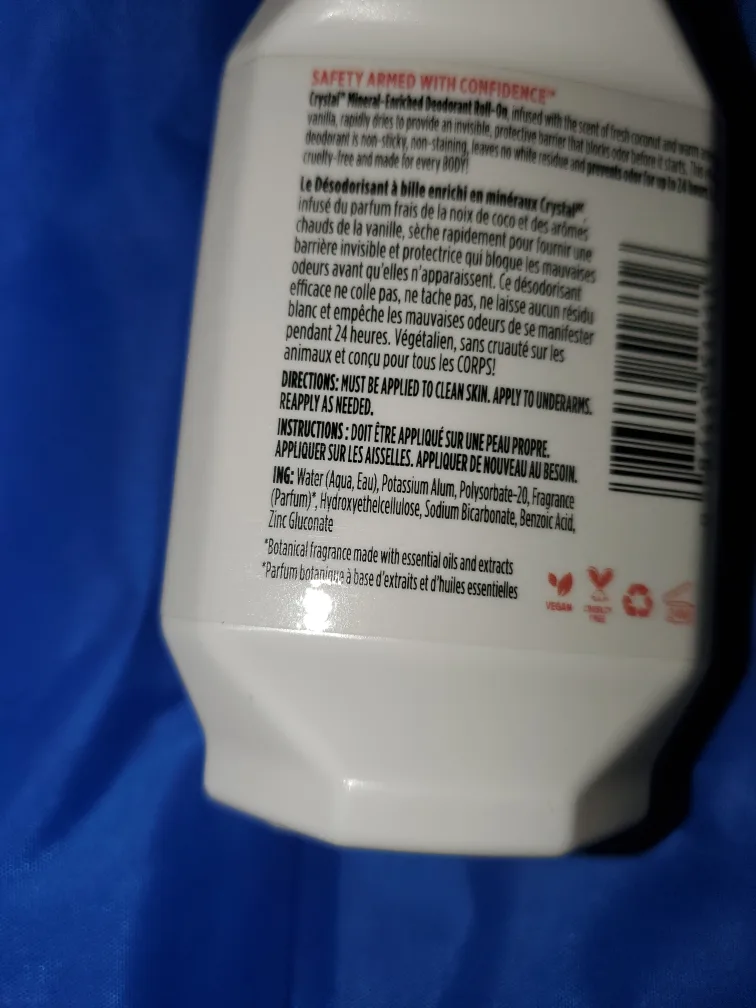 SAFETY ARMED WITH CONFIDENCE™
Crystal™ Mineral-Enriched Deodorant Roll-On, infused with the scent of fresh coconut and warm
vanilla, rapidly dries to provide an invisible, protective barrier that blocks odor before it starts. This
deodorant is non-sticky, non-staining, leaves no white residue and prevents odor for up to 24 hours
cruelty-free and made for every BODY!
Le Désodorisant à bille enrichi en minéraux Crystal™,
infusé du parfum frais de la noix de coco et des arômes
chauds de la vanille, sèche rapidement pour fournir une
barrière invisible et protectrice qui bloque les mauvaises
odeurs avant qu'elles n'apparaissent. Ce désodorisant
efficace ne colle pas, ne tache pas, ne laisse aucun résidu
blanc et empêche les mauvaises odeurs de se manifester
pendant 24 heures. Végétalien, sans cruauté sur les
animaux et conçu pour tous les CORPS!
DIRECTIONS: MUST BE APPLIED TO CLEAN SKIN. APPLY TO UNDERARMS.
REAPPLY AS NEEDED.
INSTRUCTIONS : DOIT ÊTRE APPLIQUÉ SUR UNE PEAU PROPRE.
APPLIQUER SUR LES AISSELLES. APPLIQUER DE NOUVEAU AU BESOIN.
ING: Water (Aqua, Eau), Potassium Alum, Polysorbate-20, Fragrance
(Parfum)*, Hydroxyethelcellulose, Sodium Bicarbonate, Benzoic Acid,
Zinc Gluconate
*Botanical fragrance made with essential oils and extracts
*Parfum botanique à base d'extraits et d'huiles essentielles
VEGAN
CRUELTY
FREE